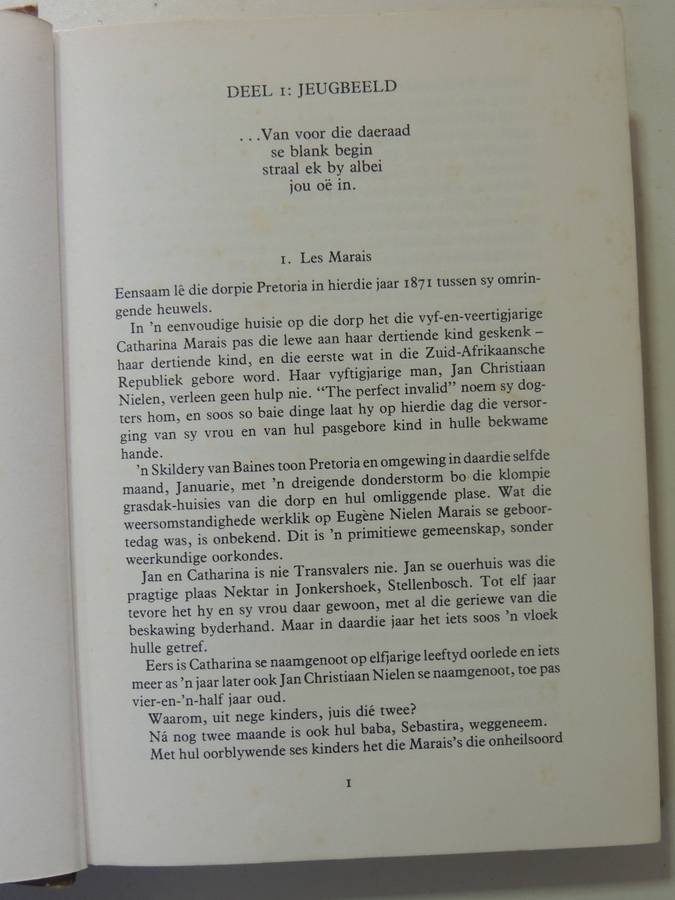 DEEL 1: JEUGBEELD
...Van voor die daeraad
se blank begin
straal ek by albei
jou oë in.
1. Les Marais
Eensaam lê die dorpie Pretoria in hierdie jaar 1871 tussen sy omrin-
gende heuwels.
In 'n eenvoudige huisie op die dorp het die vyf-en-veertigjarige
Catharina Marais pas die lewe aan haar dertiende kind geskenk –
haar dertiende kind, en die eerste wat in die Zuid-Afrikaansche
Republiek gebore word. Haar vyftigjarige man, Jan Christiaan
Nielen, verleen geen hulp nie. “The perfect invalid” noem sy dog-
ters hom, en soos so baie dinge laat hy op hierdie dag die versor-
ging van sy vrou en van hul pasgebore kind in hulle bekwame
hande.
'n Skildery van Baines toon Pretoria en omgewing in daardie selfde
maand, Januarie, met 'n dreigende donderstorm bo die klompie
grasdak-huisies van die dorp en hul omliggende plase. Wat die
weersomstandighede werklik op Eugène Nielen Marais se geboor-
tedag was, is onbekend. Dit is 'n primitiewe gemeenskap, sonder
weerkundige oorkondes.
Jan en Catharina is nie Transvalers nie. Jan se ouerhuis was die
pragtige plaas Nektar in Jonkershoek, Stellenbosch. Tot elf jaar
tevore het hy en sy vrou daar gewoon, met al die geriewe van die
beskawing byderhand. Maar in daardie jaar het iets soos 'n vloek
hulle getref.
Eers is Catharina se naamgenoot op elfjarige leeftyd oorlede en iets
meer as 'n jaar later ook Jan Christiaan Nielen se naamgenoot, toe pas
vier-en-'n-half jaar oud.
Waarom, uit nege kinders, juis dié twee?
Ná nog twee maande is ook hul baba, Sebastira, weggeneem.
Met hul oorblywende ses kinders het die Marais's die onheilsoord
1